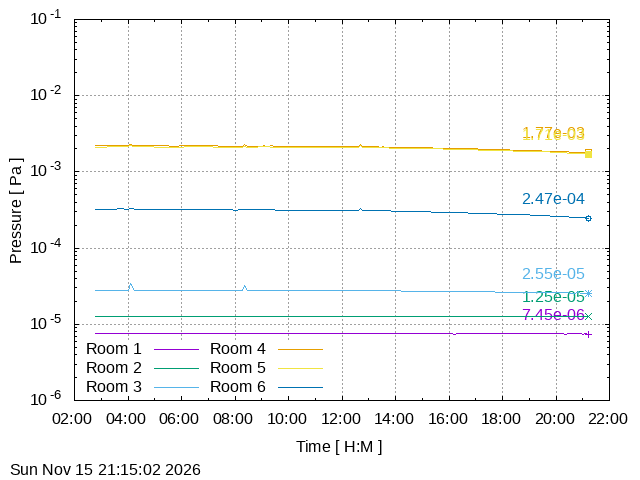 10^-1
10^-2
10^-3
10^-4
10^-5
10^-6
Pressure [ Pa ]
1.77e-03
2.47e-04
2.55e-05
1.25e-05
7.45e-06
Room 1 Room 4
Room 2 Room 5
Room 3 Room 6
02:00 04:00 06:00 08:00 10:00 12:00 14:00 16:00 18:00 20:00 22:00
Time [ H:M ]
Sun Nov 15 21:15:02 2026